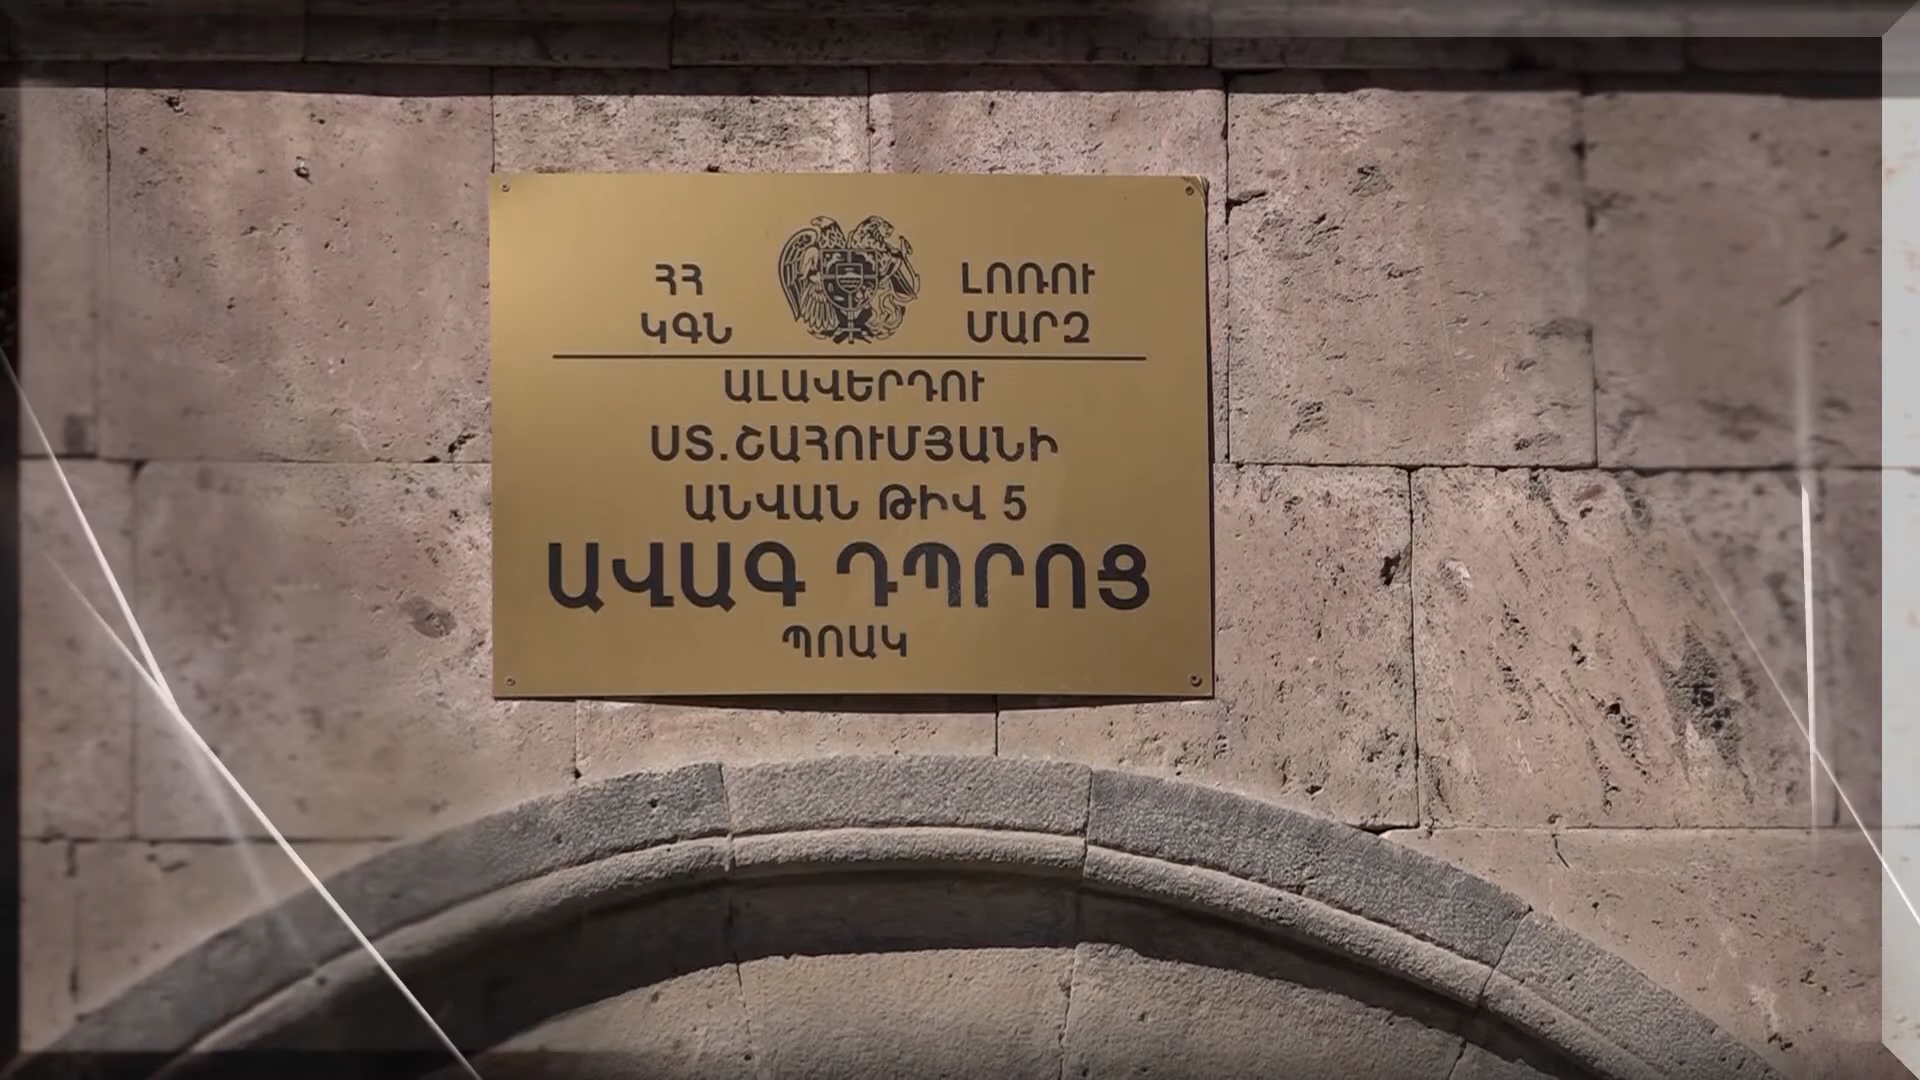 ՀՀ
ԿԳՆ
ԼՈՌՈՒ
ՄԱՐԶ
ԱԼԱՎԵՐԴՈՒ
ՍՏ.ՇԱՀՈՒՄՅԱՆԻ
ԱՆՎԱՆ ԹԻՎ 5
ԱՎԱԳ ԴՊՐՈՑ
ՊՈԱԿ